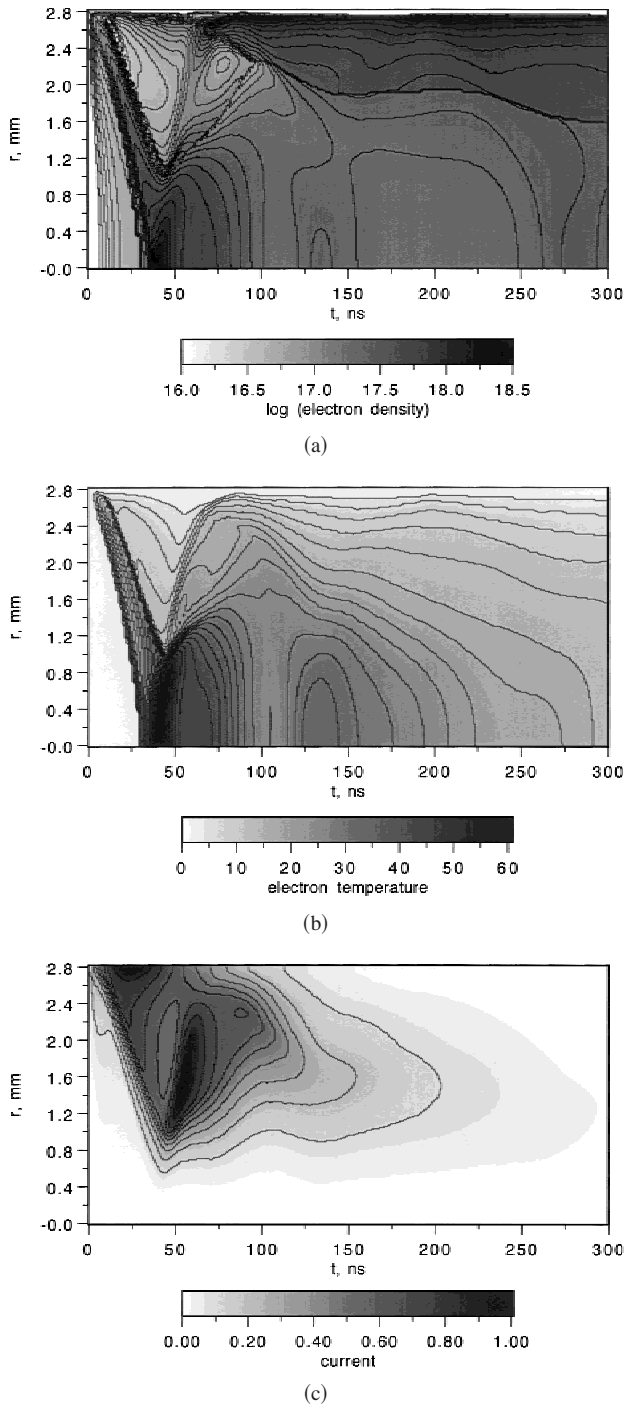 2.8
2.4
2.0
1.6
1.2
0.8
0.4
-0.0
r, mm
0 50 100 150 200 250 300
t, ns
16.0 16.5 17.0 17.5 18.0 18.5
log (electron density)
(a)
2.8
2.4
2.0
1.6
1.2
0.8
0.4
-0.0
r, mm
0 50 100 150 200 250 300
t, ns
0 10 20 30 40 50 60
electron temperature
(b)
2.8
2.4
2.0
1.6
1.2
0.8
0.4
-0.0
r, mm
0 50 100 150 200 250 300
t, ns
0.00 0.20 0.40 0.60 0.80 1.00
current
(c)